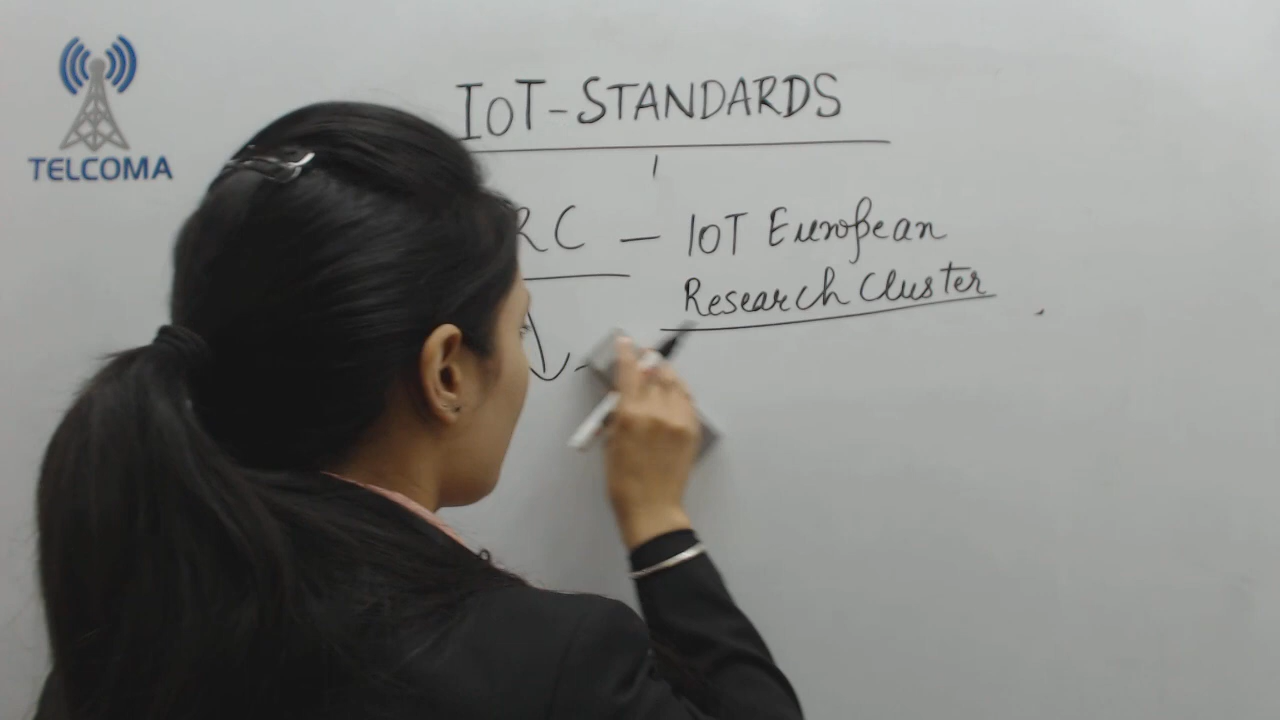 TELCOMA
IOT-STANDARDS
RC – IOT European
Research Cluster